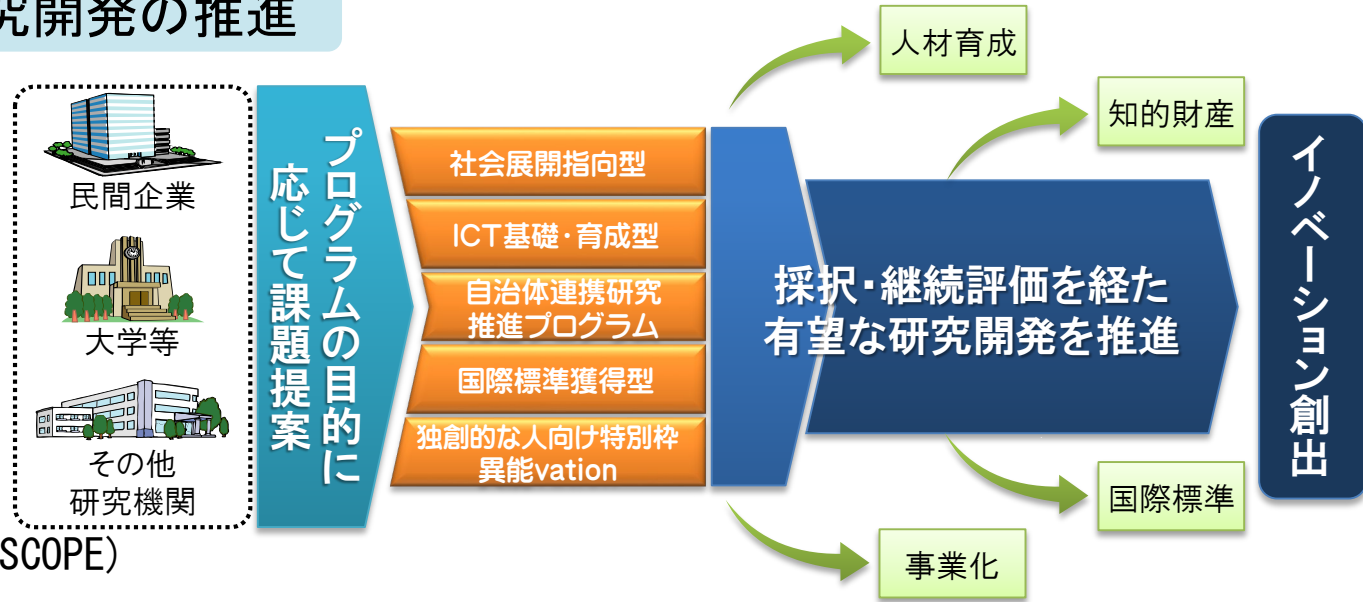 究開発の推進
民間企業
大学等
その他
研究機関
SCOPE)
プログラムの目的に
応じて課題提案
社会展開指向型
ICT基礎・育成型
自治体連携研究
推進プログラム
国際標準獲得型
独創的な人向け特別枠
異能vation
採択・継続評価を経た
有望な研究開発を推進
人材育成
知的財産
国際標準
事業化
イノベーション創出